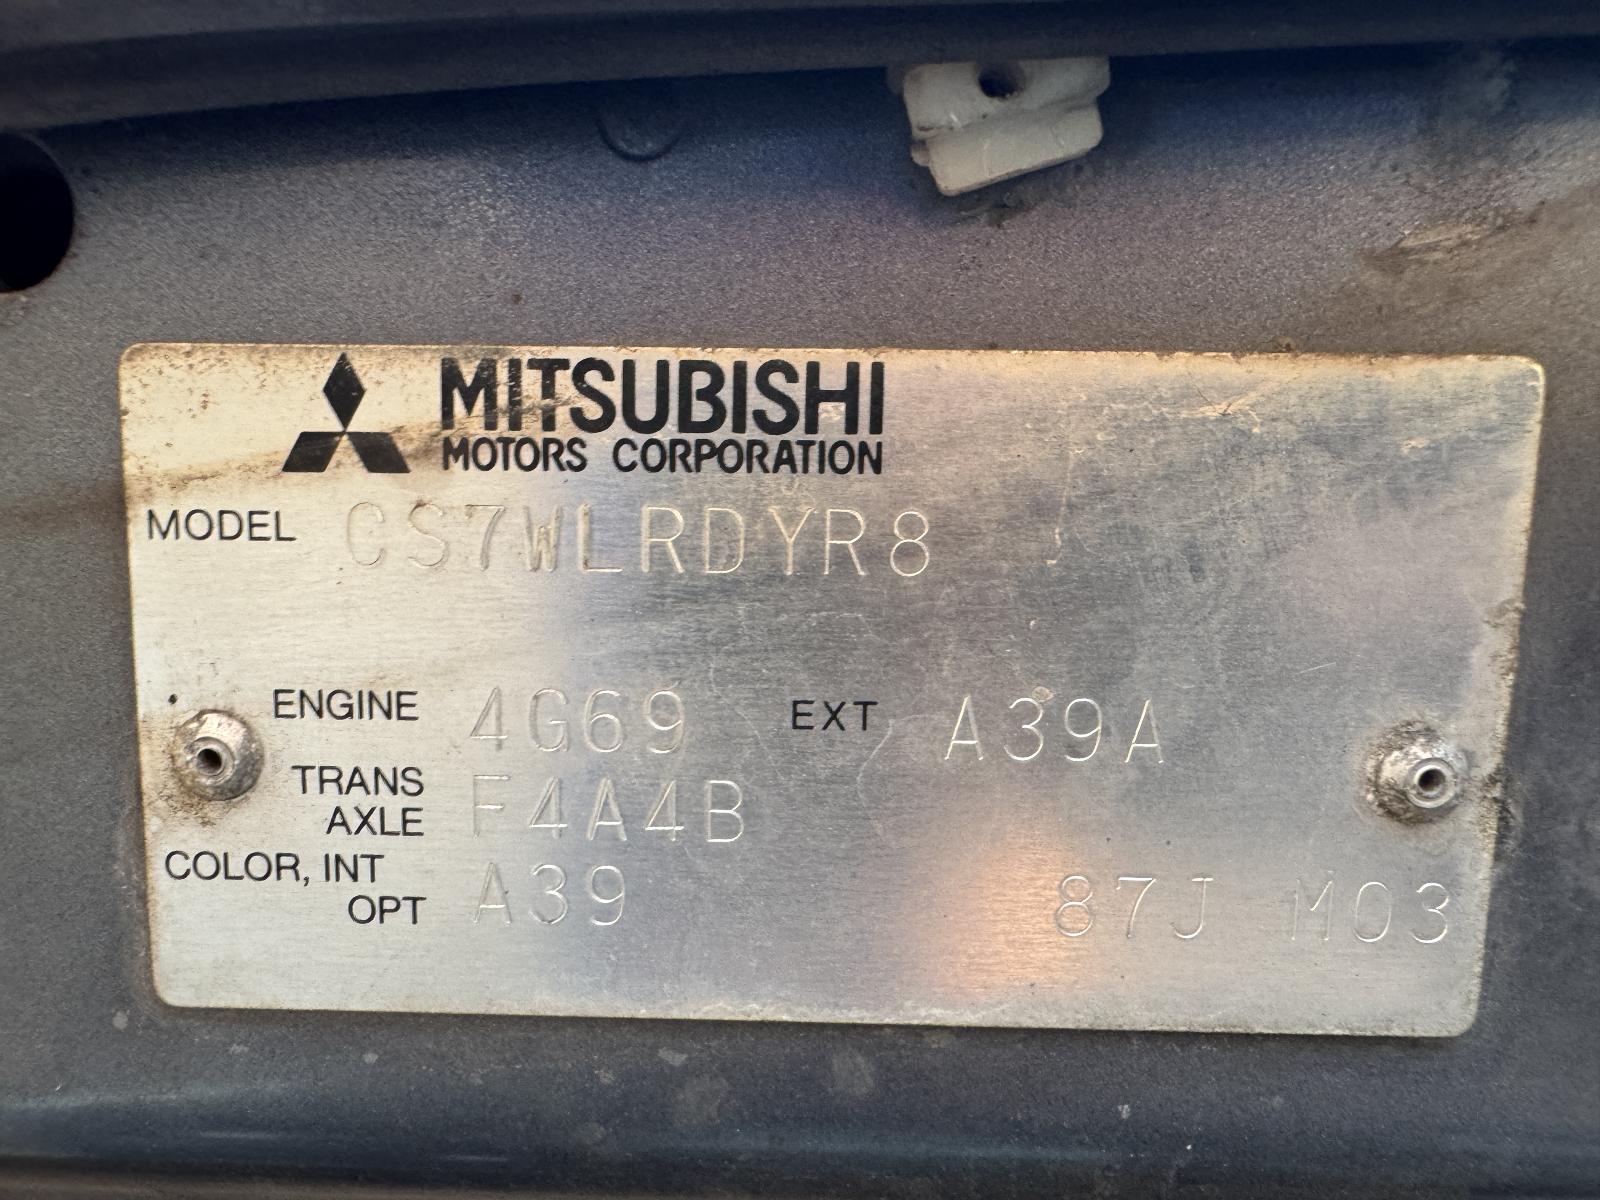 MITSUBISHI
MOTORS CORPORATION
MODEL CS7WLRDYR8
ENGINE 4G69 EXT A39A
TRANS
AXLE F4A4B
COLOR, INT
OPT A39 87J M03